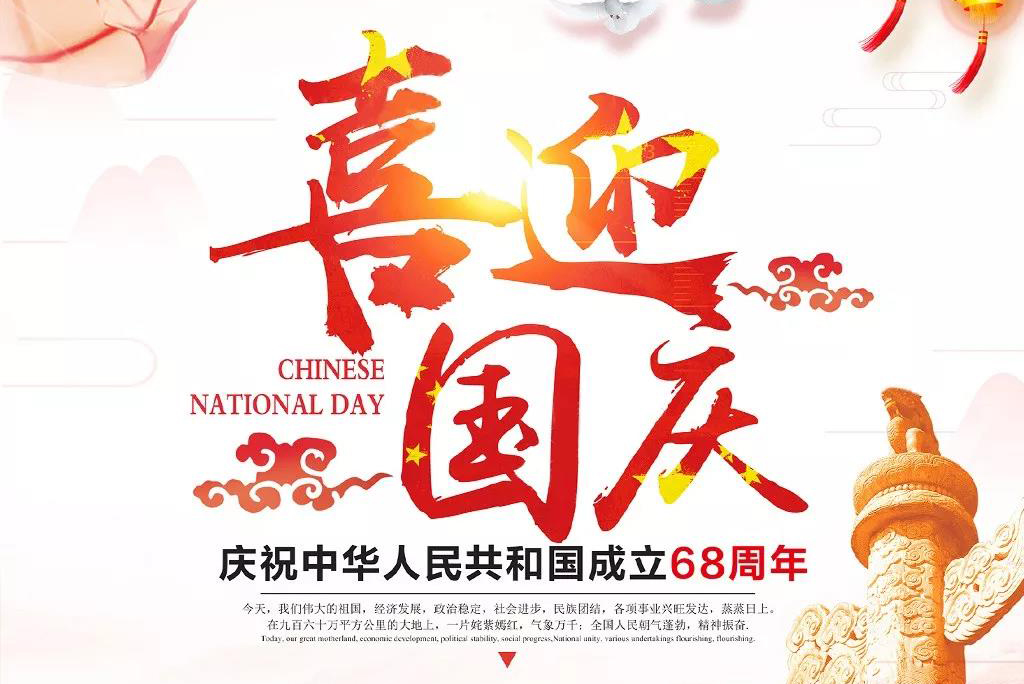 喜迎
国庆
CHINESE
NATIONAL DAY
庆祝中华人民共和国成立68周年
今天，我们伟大的祖国，经济发展，政治稳定，社会进步，民族团结，各项事业兴旺发达，蒸蒸日上。
在九百六十万平方公里的大地上，一片姹紫嫣红，气象万千；全国人民朝气蓬勃，精神振奋.
Today, our great motherland, economic development, political stability, social progress,National unity, various undertakings flourishing, flourishing.